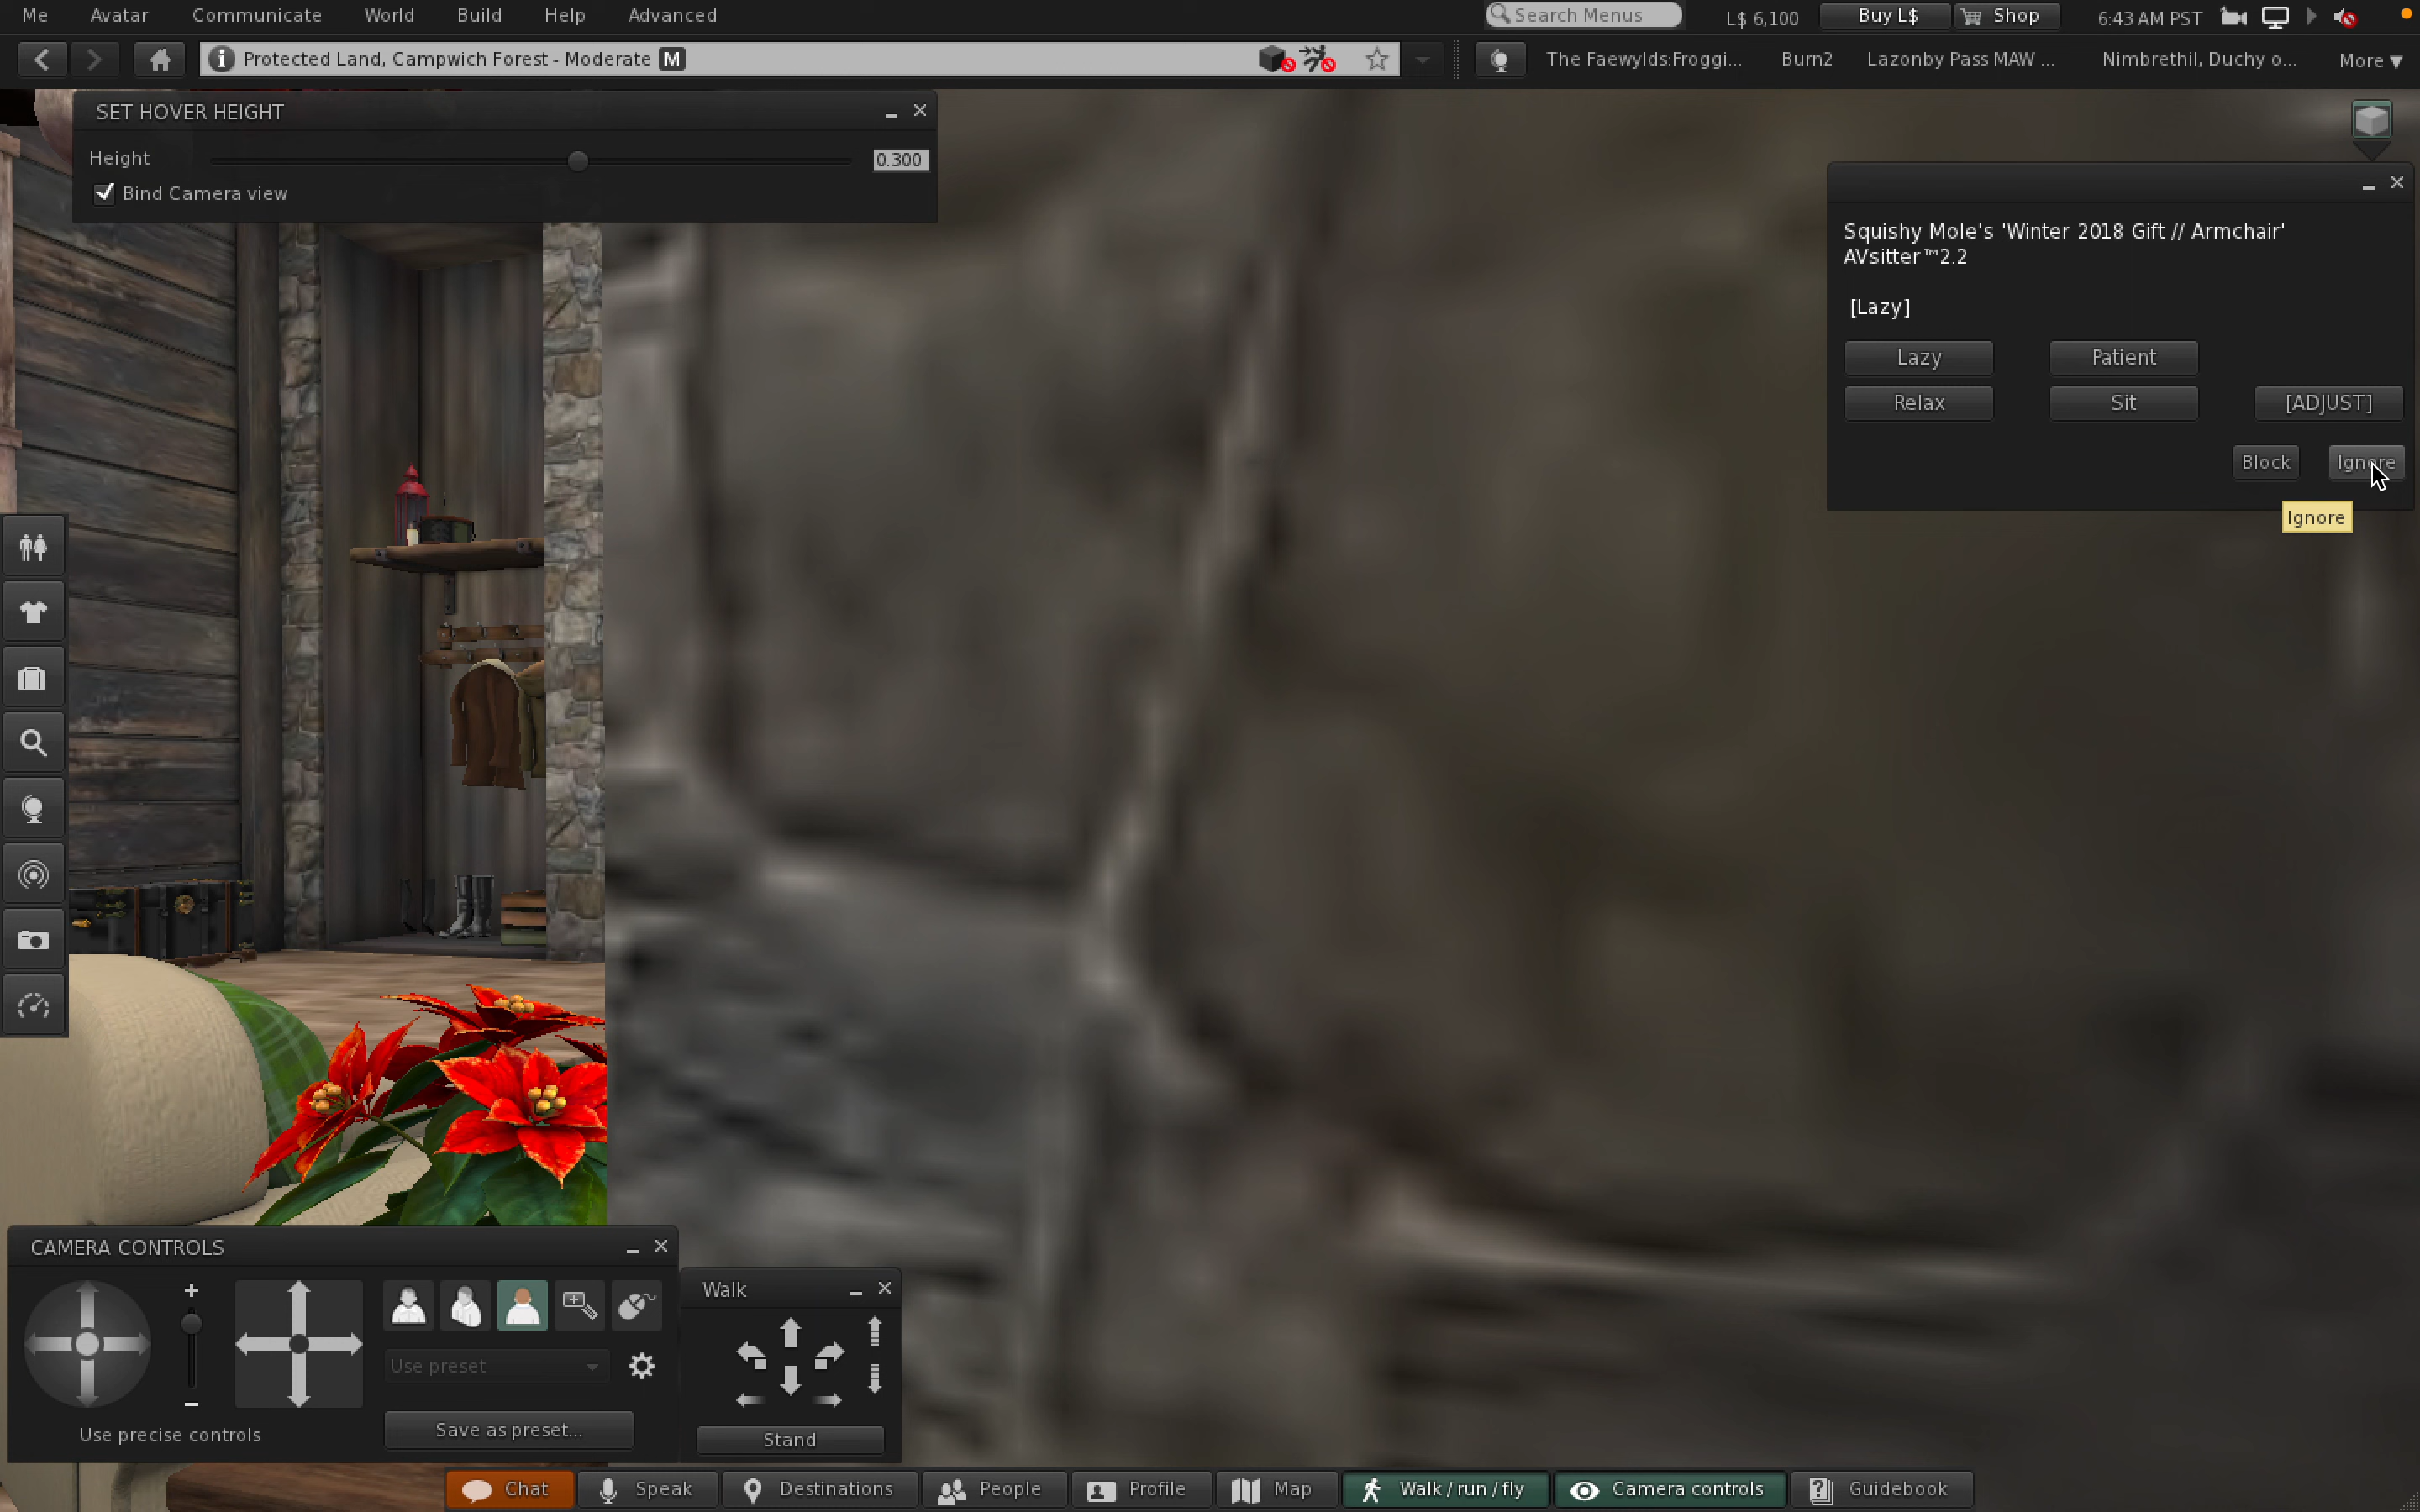 Me Avatar Communicate World Build Help Advanced Search Menus L$ 6,100 Buy L$ Shop 6:43 AM PST
Protected Land, Campwich Forest - Moderate M The Faewylds:Froggi... Burn2 Lazonby Pass MAW ... Nimbrethil, Duchy o... More ▼
SET HOVER HEIGHT
Height 0.300
Bind Camera view
Squishy Mole's 'Winter 2018 Gift // Armchair'
AVsitter™2.2
[Lazy]
Lazy Patient
Relax Sit [ADJUST]
Block Ignore
Ignore
CAMERA CONTROLS
Use preset
Use precise controls
Save as preset...
Walk
Stand
Chat Speak Destinations People Profile Map Walk / run / fly Camera controls Guidebook